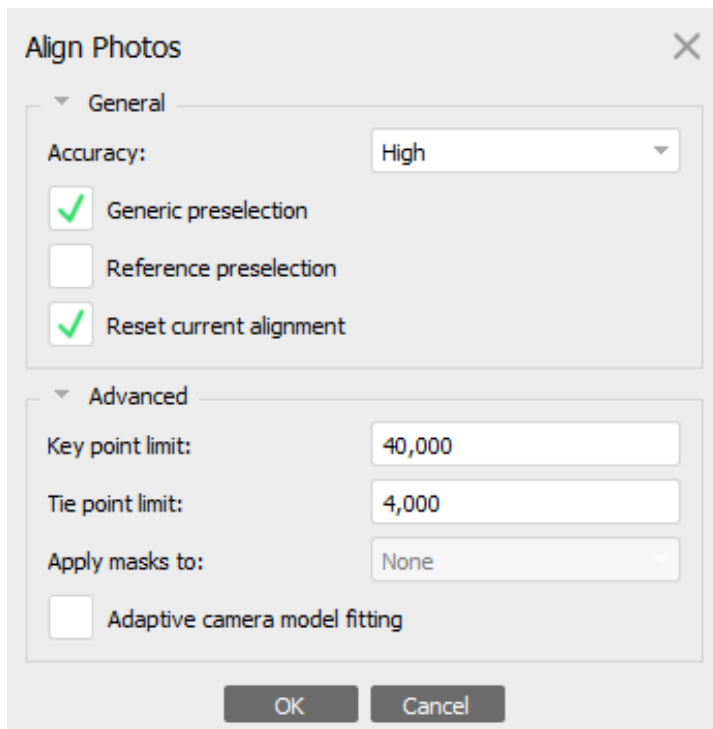 Align Photos
General
Accuracy: High
Generic preselection
Reference preselection
Reset current alignment
Advanced
Key point limit: 40,000
Tie point limit: 4,000
Apply masks to: None
Adaptive camera model fitting
OK Cancel